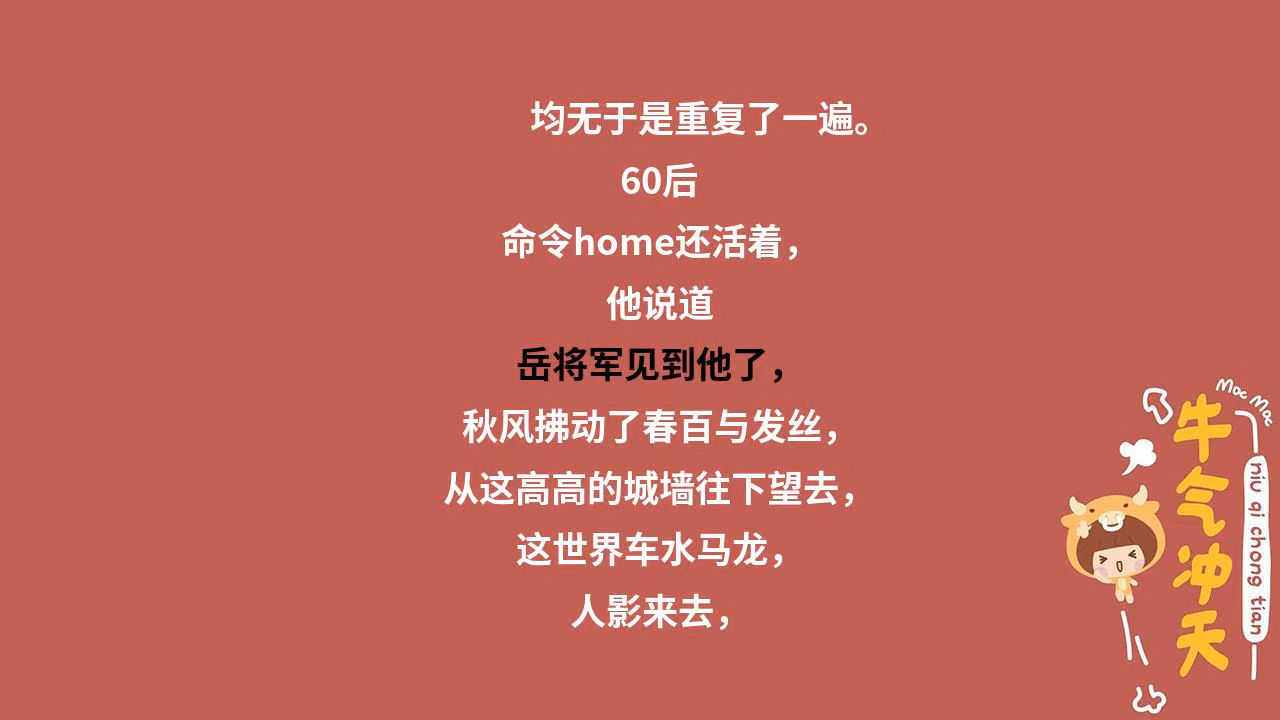 均无于是重复了一遍。
60后
命令home还活着，
他说道
岳将军见到他了，
秋风拂动了春百与发丝，
从这高高的城墙往下望去，
这世界车水马龙，
人影来去，
Moc Moc
牛气冲天
niu qi chong tian